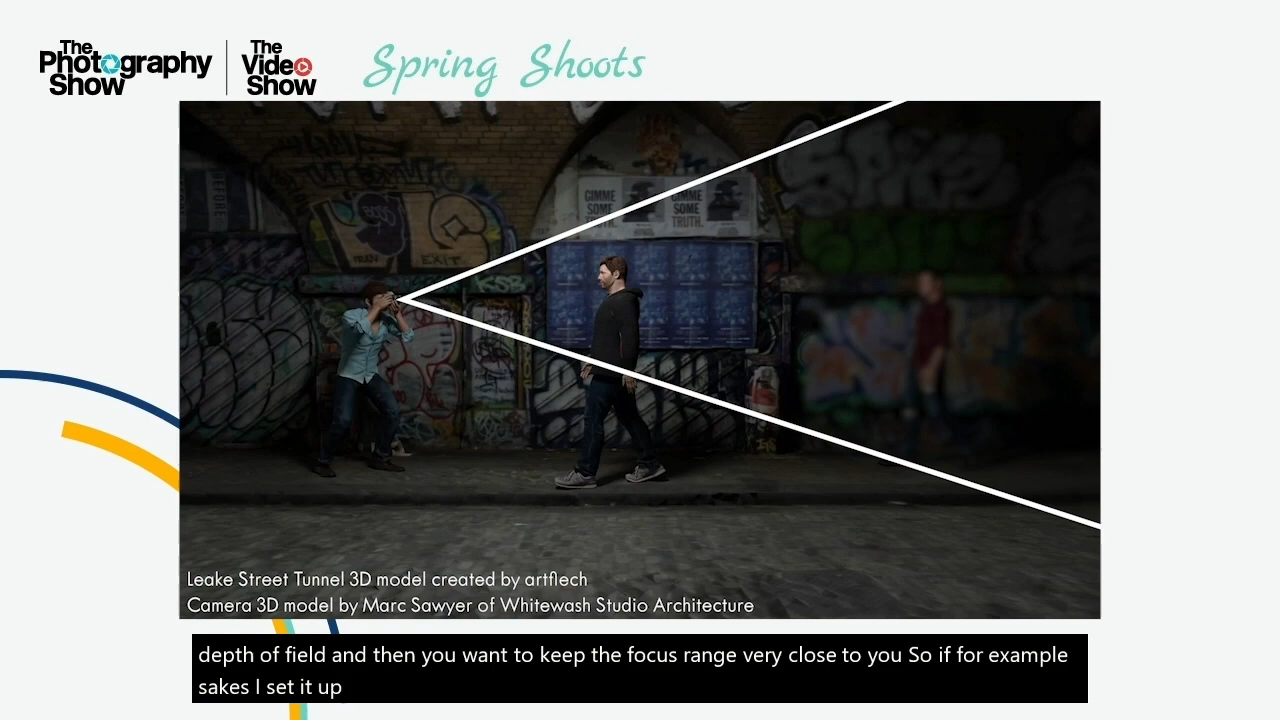 The
Photography
Show
The
Video
Show
Spring Shoots
BEFORE
GIMME
SOME
TRUTH.
GIMME
SOME
TRUTH.
EXIT
KSB
Leake Street Tunnel 3D model created by artflech
Camera 3D model by Marc Sawyer of Whitewash Studio Architecture
depth of field and then you want to keep the focus range very close to you So if for example
sakes I set it up